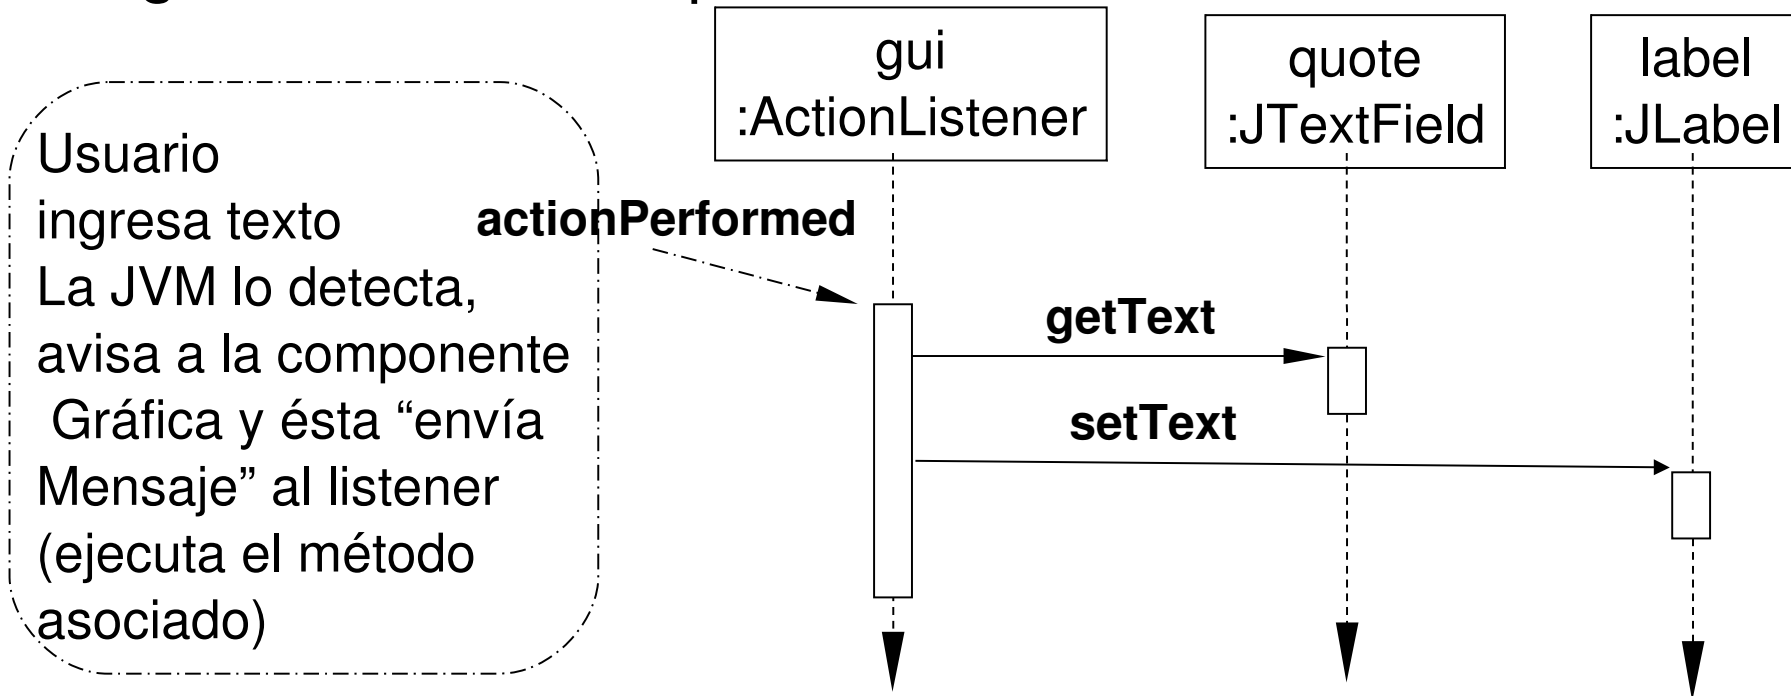 gui
:ActionListener
quote
:JTextField
label
:JLabel
Usuario
ingresa texto
La JVM lo detecta,
avisa a la componente
Gráfica y ésta “envía
Mensaje” al listener
(ejecuta el método
asociado)
actionPerformed
getText
setText